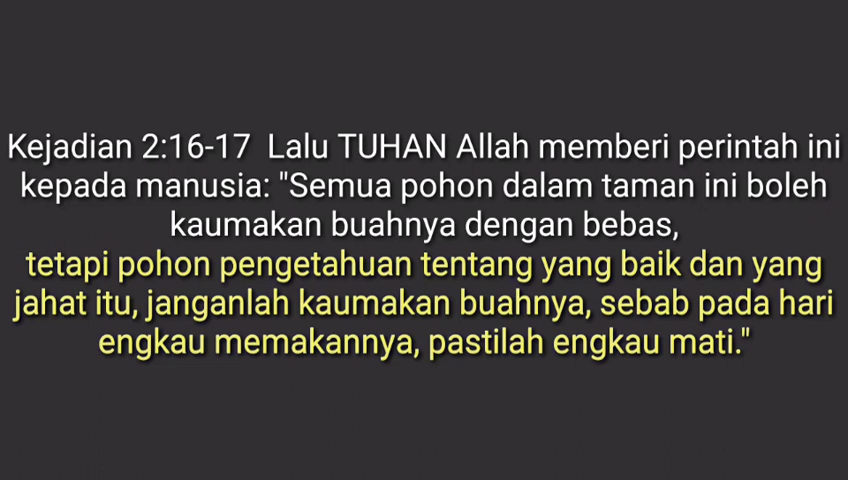 Kejadian 2:16-17  Lalu TUHAN Allah memberi perintah ini
kepada manusia: "Semua pohon dalam taman ini boleh
kaumakan buahnya dengan bebas,
tetapi pohon pengetahuan tentang yang baik dan yang
jahat itu, janganlah kaumakan buahnya, sebab pada hari
engkau memakannya, pastilah engkau mati."